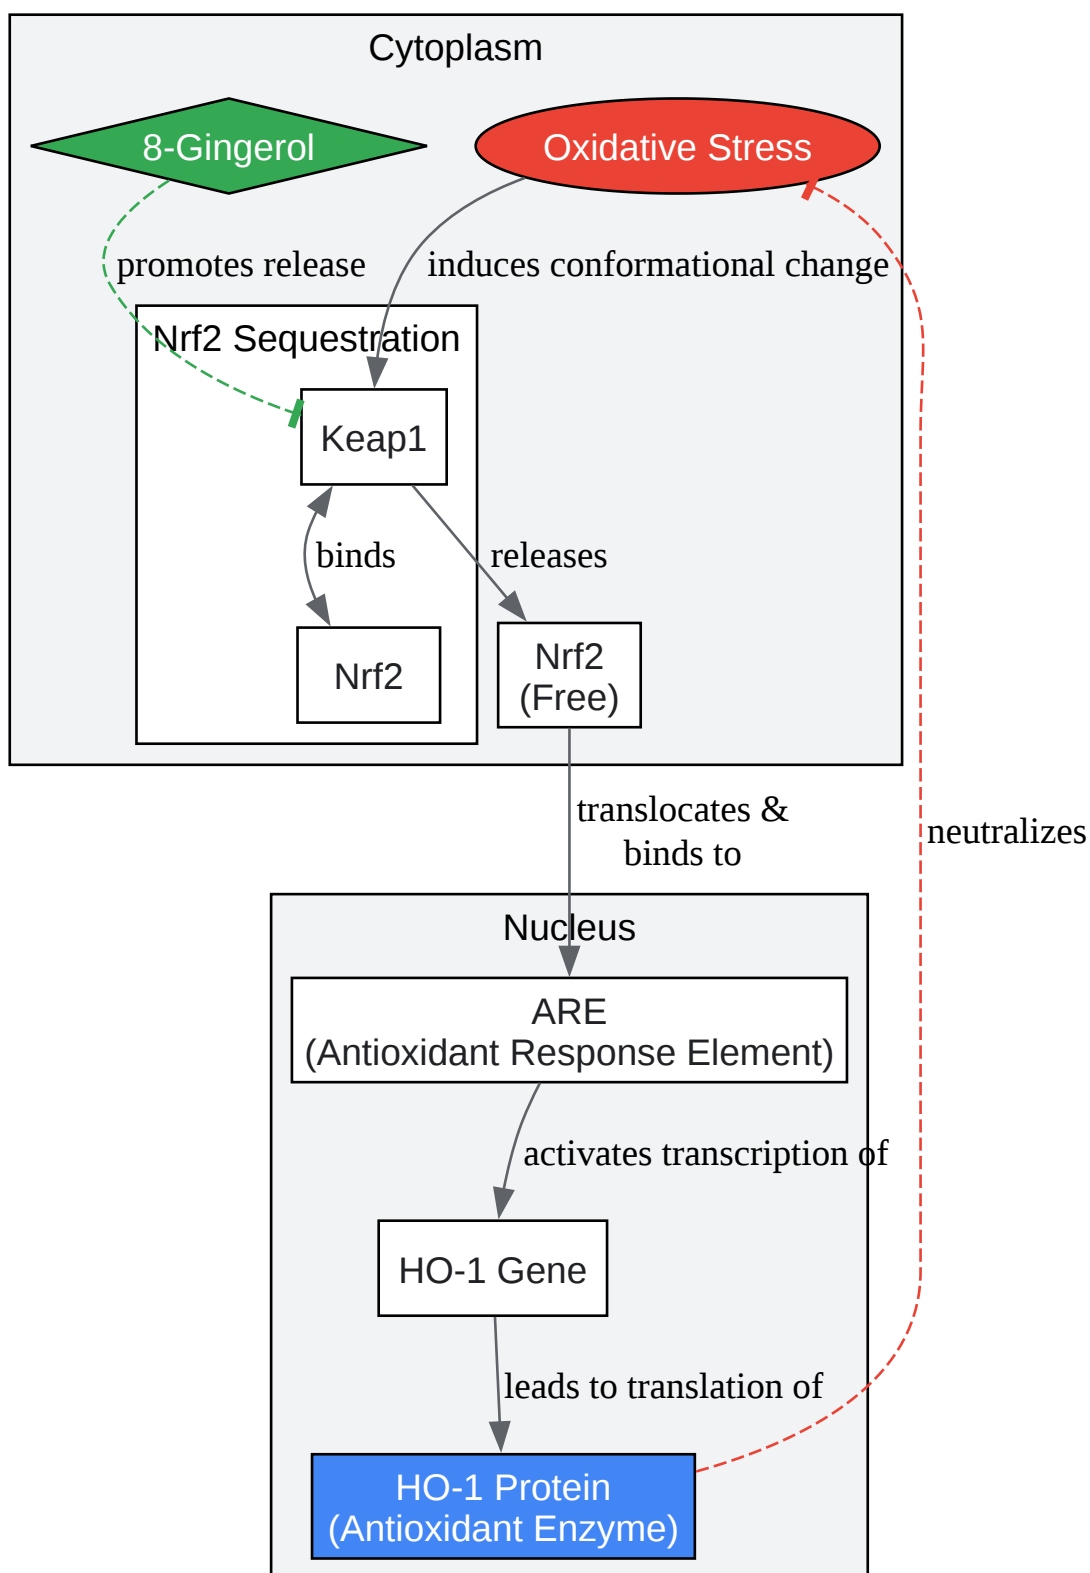 Cytoplasm
8-Gingerol
Oxidative Stress
promotes release
induces conformational change
Nrf2 Sequestration
Keap1
binds
releases
Nrf2
Nrf2
(Free)
translocates &
binds to
neutralizes
Nucleus
ARE
(Antioxidant Response Element)
activates transcription of
HO-1 Gene
leads to translation of
HO-1 Protein
(Antioxidant Enzyme)